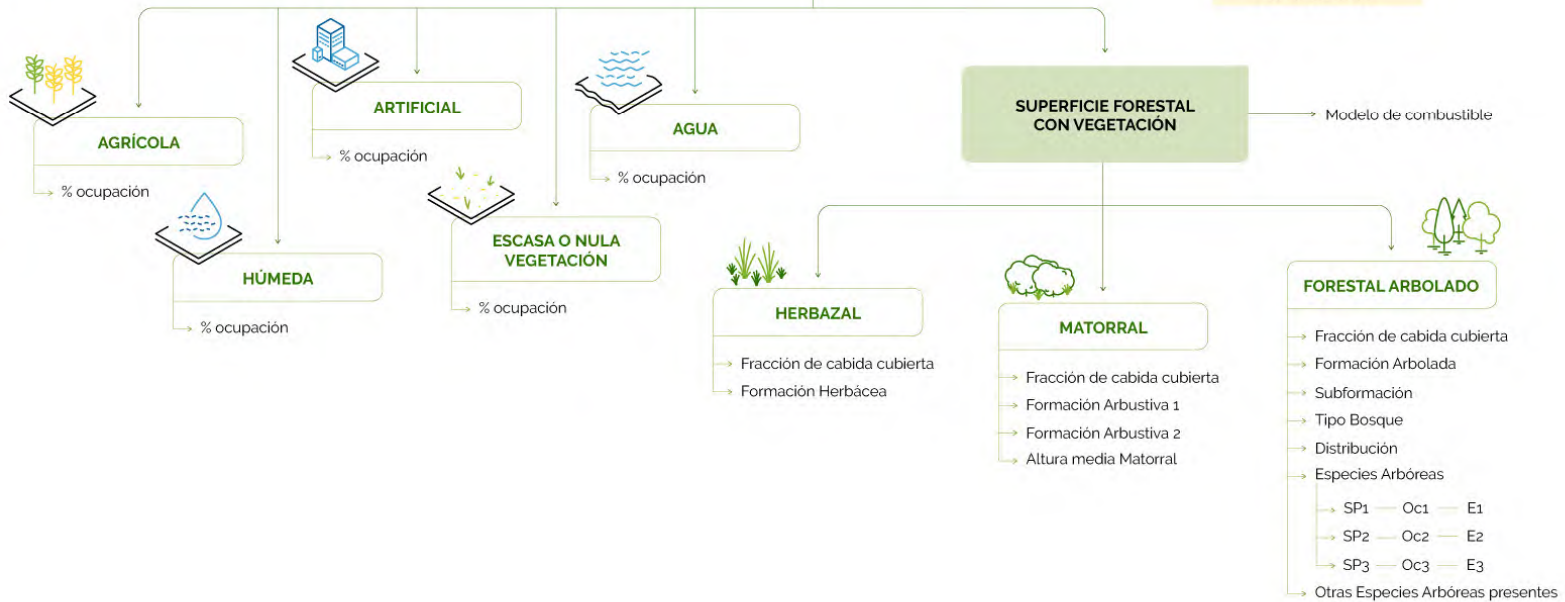 AGRÍCOLA
% ocupación
HÚMEDA
% ocupación
ARTIFICIAL
% ocupación
ESCASA O NULA
VEGETACIÓN
% ocupación
AGUA
% ocupación
SUPERFICIE FORESTAL
CON VEGETACIÓN
Modelo de combustible
HERBAZAL
Fracción de cabida cubierta
Formación Herbácea
MATORRAL
Fracción de cabida cubierta
Formación Arbustiva 1
Formación Arbustiva 2
Altura media Matorral
FORESTAL ARBOLADO
Fracción de cabida cubierta
Formación Arbolada
Subformación
Tipo Bosque
Distribución
Especies Arbóreas
SP1 Oc1 E1
SP2 Oc2 E2
SP3 Oc3 E3
Otras Especies Arbóreas presentes